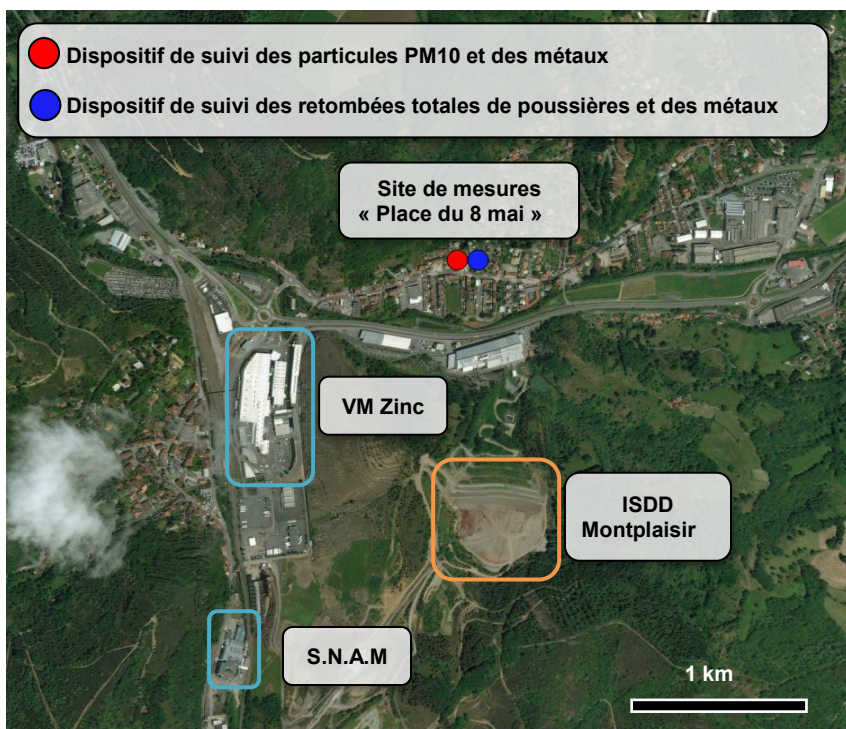 Dispositif de suivi des particules PM10 et des métaux
Dispositif de suivi des retombées totales de poussières et des métaux
Site de mesures
« Place du 8 mai »
VM Zinc
ISDD
Montplaisir
S.N.A.M
1 km